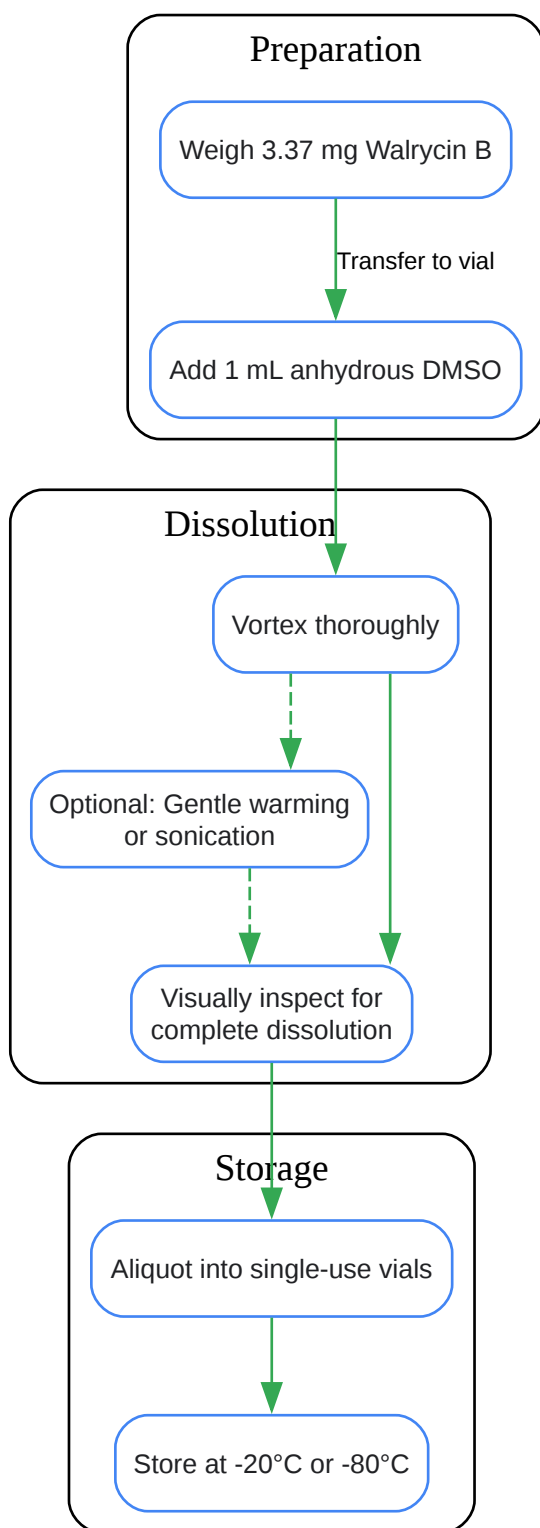 Preparation
Weigh 3.37 mg Walrycin B
Transfer to vial
Add 1 mL anhydrous DMSO
Dissolution
Vortex thoroughly
Optional: Gentle warming
or sonication
Visually inspect for
complete dissolution
Storage
Aliquot into single-use vials
Store at -20°C or -80°C